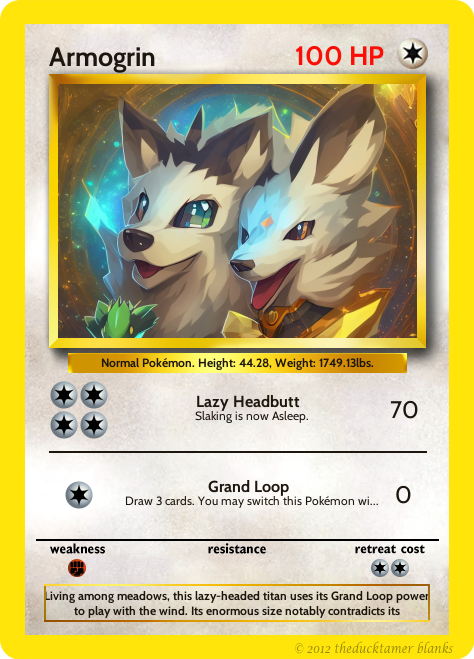 Armogrin 100 HP
Normal Pokémon. Height: 44.28, Weight: 1749.13lbs.
Lazy Headbutt 70
Slaking is now Asleep.
Grand Loop 0
Draw 3 cards. You may switch this Pokémon wi...
weakness resistance retreat cost
Living among meadows, this lazy-headed titan uses its Grand Loop power
to play with the wind. Its enormous size notably contradicts its
© 2012 theducktamer blanks